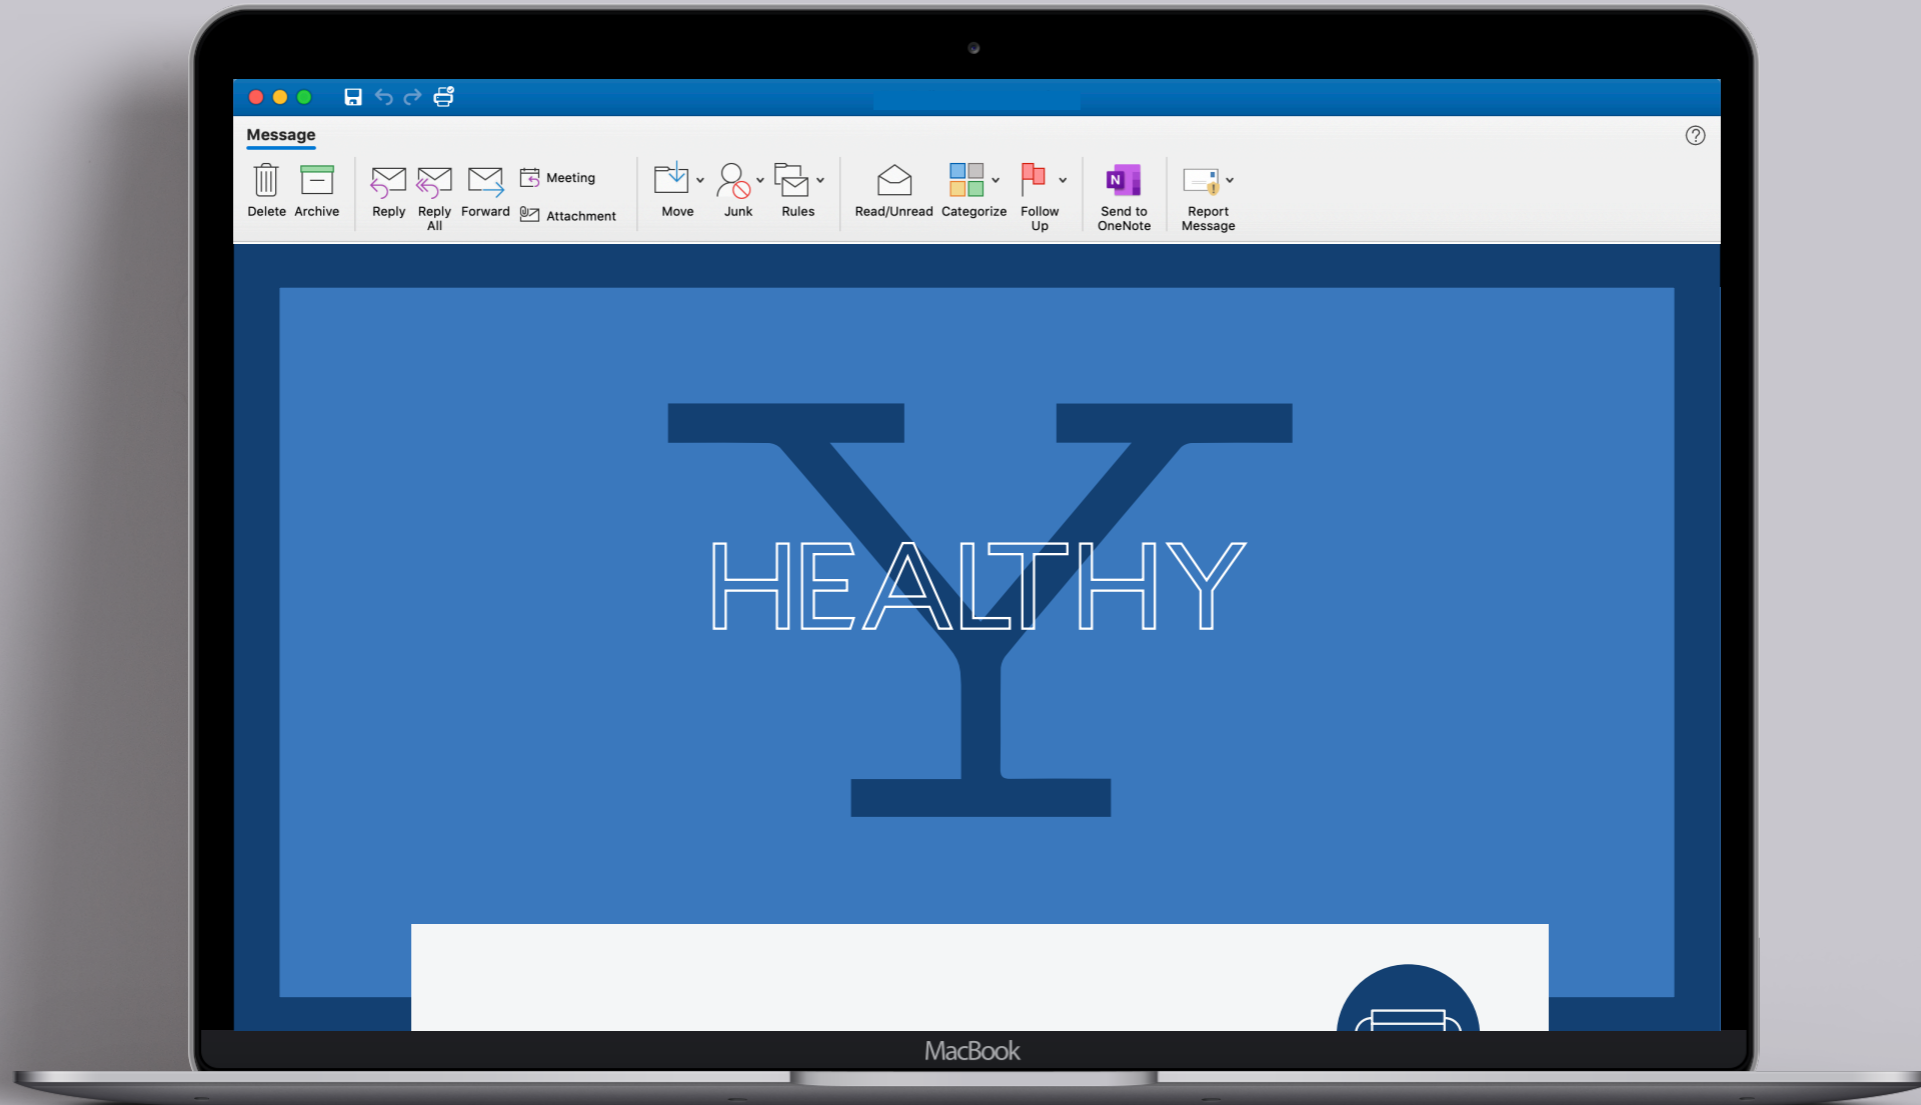 Message
Delete Archive Reply Reply All Forward Meeting Attachment Move Junk Rules Read/Unread Categorize Follow Up N Send to OneNote Report Message
Y
HEALTHY
MacBook